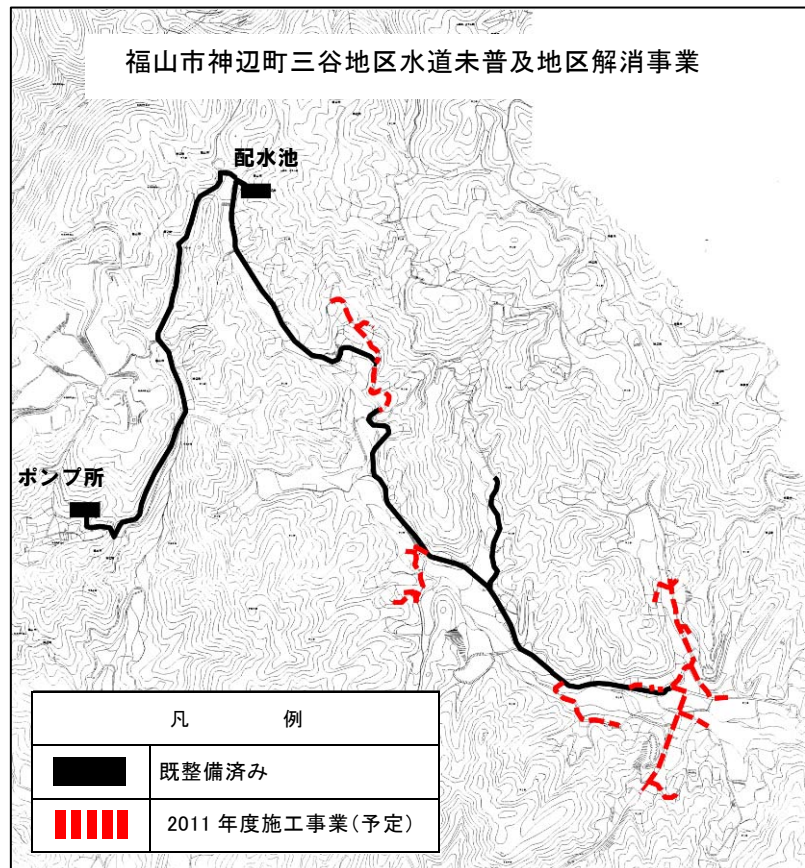 福山市神辺町三谷地区水道未普及地区解消事業
配水池
ポンプ所
凡 例
既整備済み
2011 年度施工事業(予定)